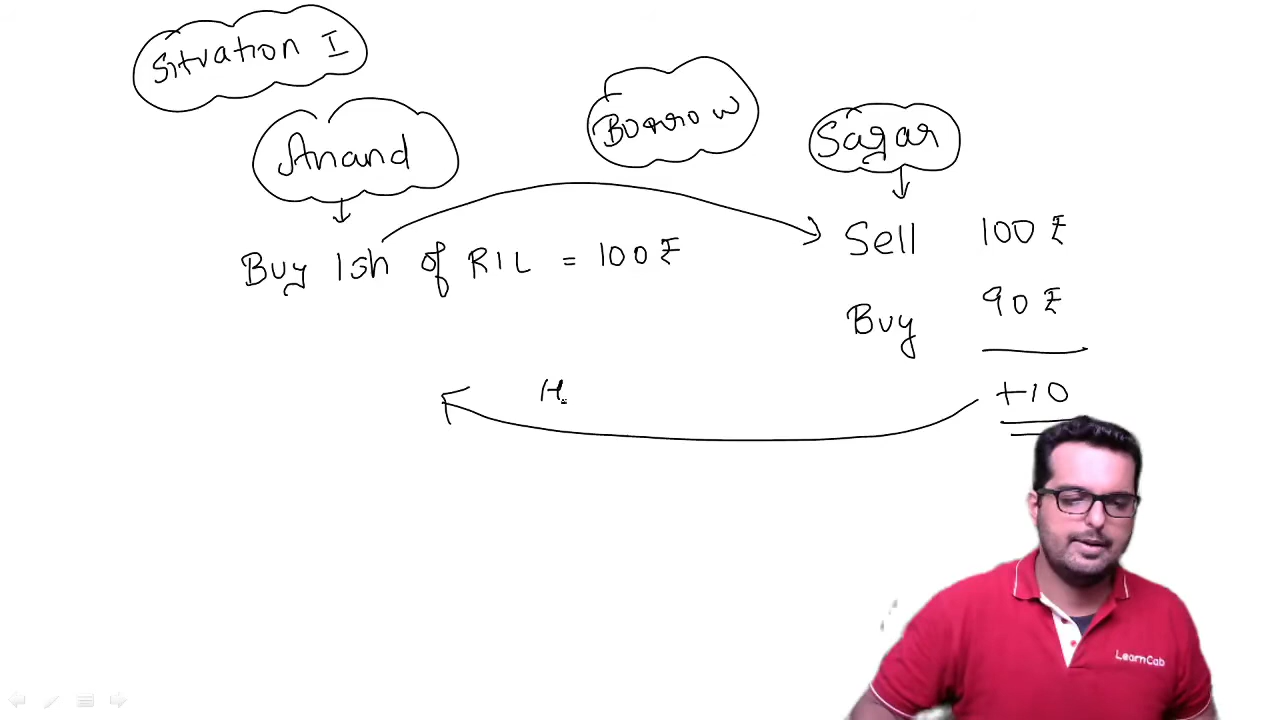 Situation I
Borrow
Anand
Sagar
Buy 1sh of RIL = 100₹
Sell 100₹
Buy 90₹
+10
H
LearnCab